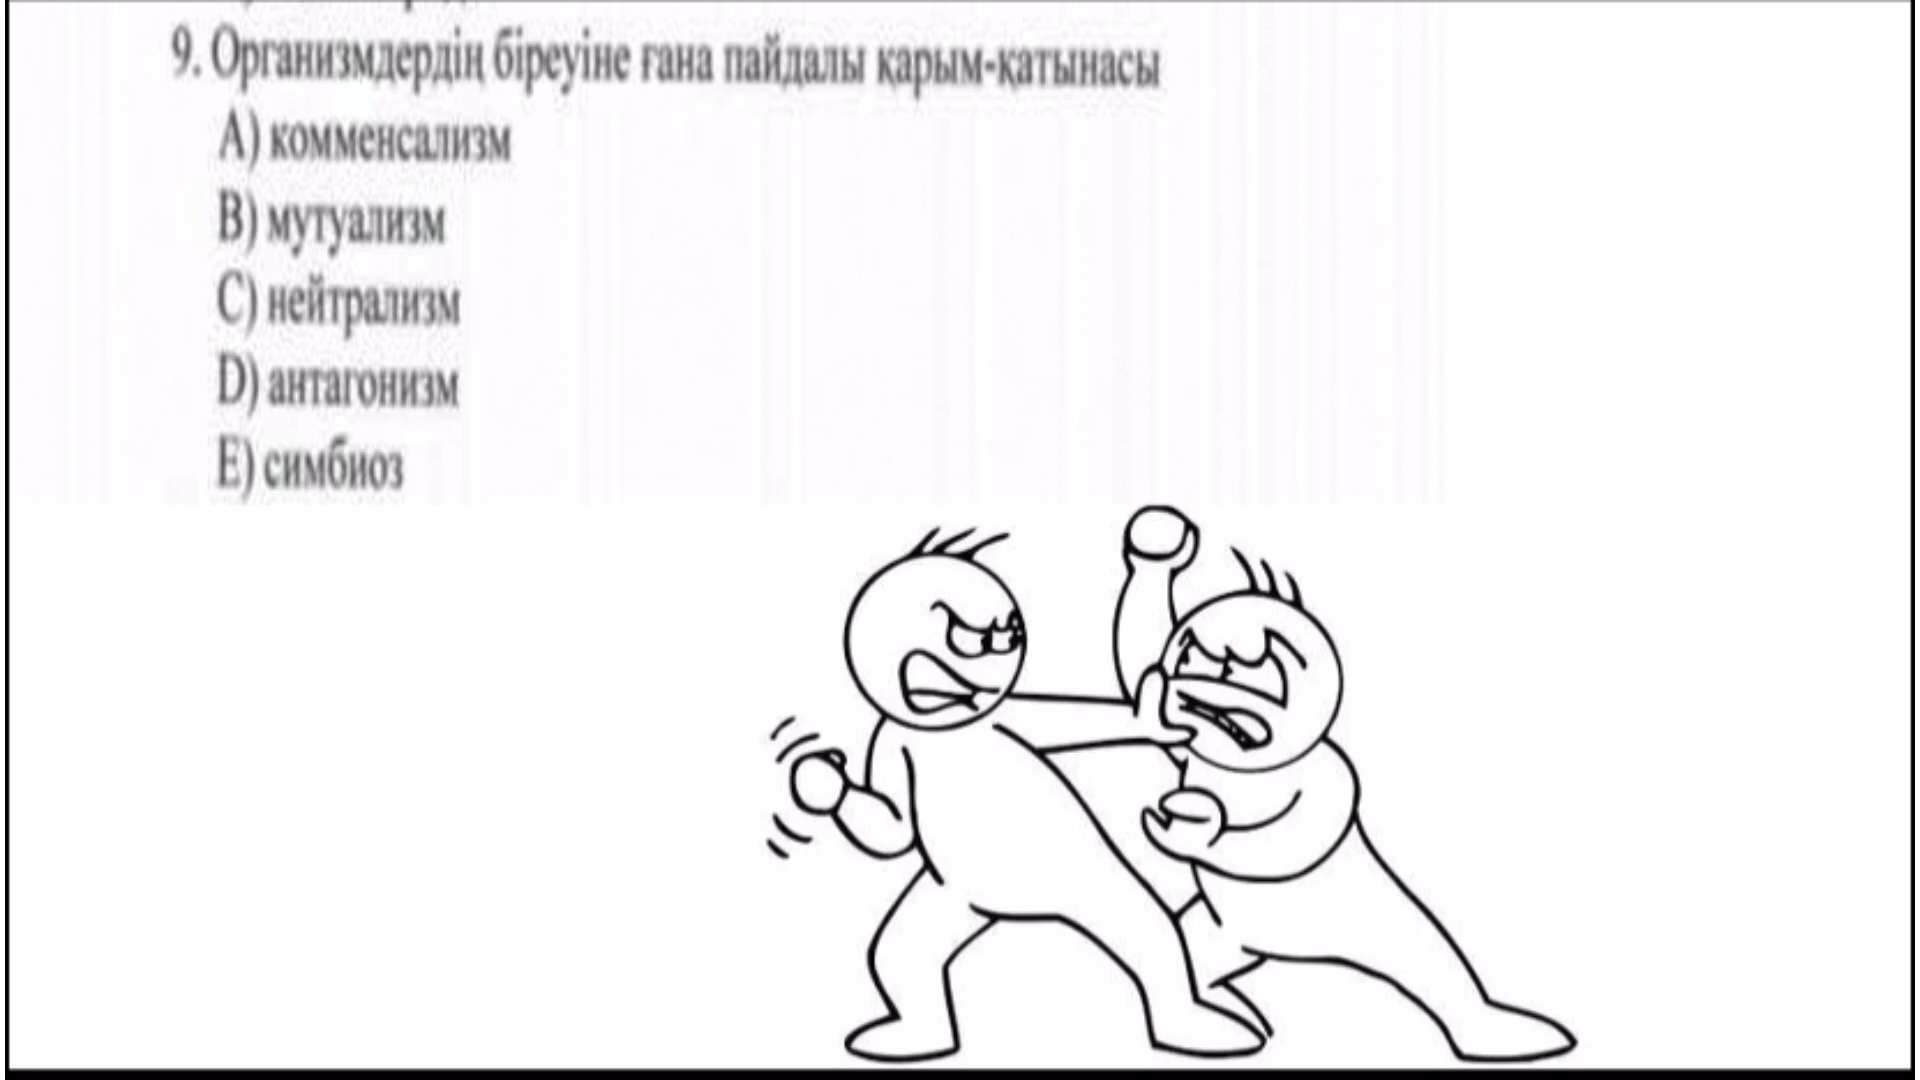 9. Организмдердің біреуіне ғана пайдалы қарым-қатынасы
A) комменсализм
B) мутуализм
C) нейтрализм
D) антагонизм
E) симбиоз